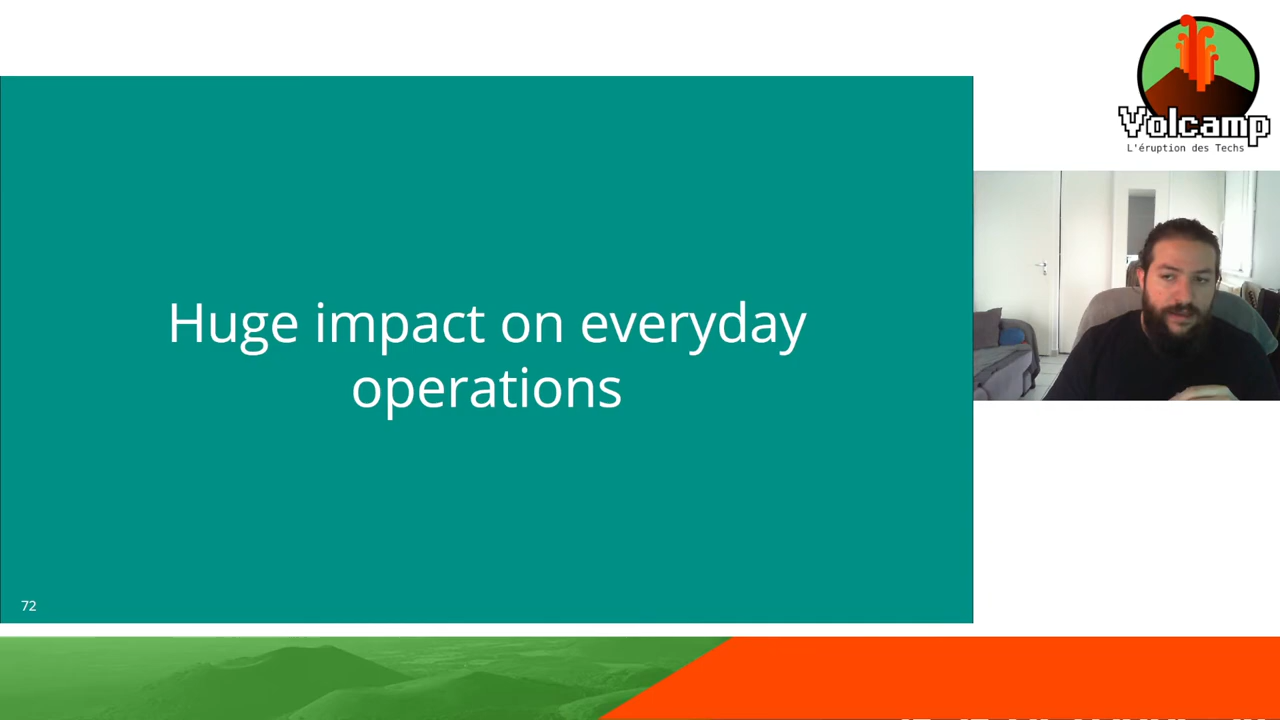 Volcamp
L'éruption des Techs
Huge impact on everyday
operations
72